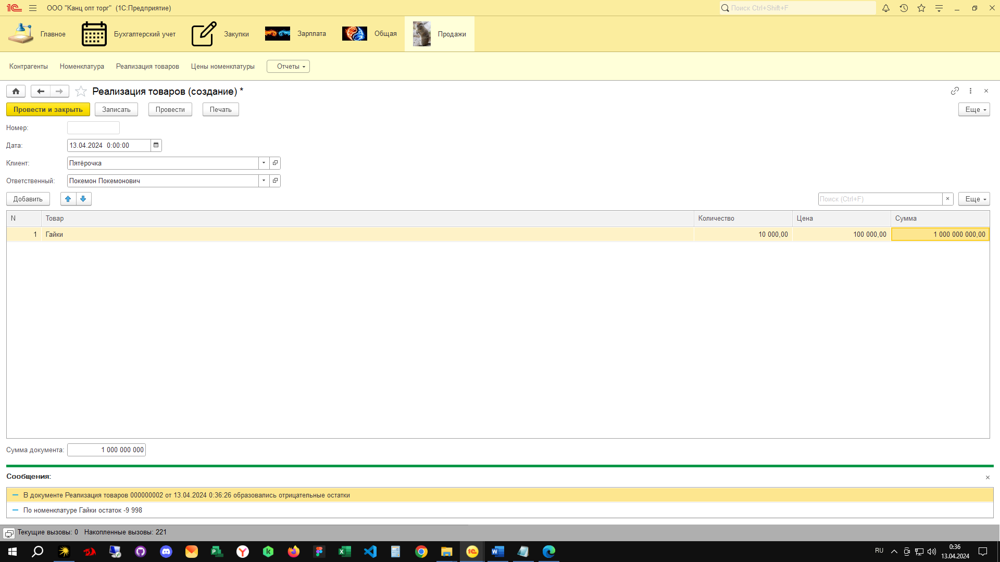 ООО "Канц опт торг" (1С:Предприятие)
Поиск Ctrl+Shift+F
Главное
Бухгалтерский учет
Закупки
Зарплата
Общая
Продажи
Контрагенты
Номенклатура
Реализация товаров
Цены номенклатуры
Отчеты
Реализация товаров (создание) *
Провести и закрыть
Записать
Провести
Печать
Еще
Номер:
Дата: 13.04.2024 0:00:00
Клиент: Пятёрочка
Ответственный: Покемон Покемонович
Добавить
Поиск (Ctrl+F)
Еще
N Товар Количество Цена Сумма
1 Гайки 10 000,00 100 000,00 1 000 000 000,00
Сумма документа: 1 000 000 000
Сообщения:
В документе Реализация товаров 000000002 от 13.04.2024 0:36:26 образовались отрицательные остатки
По номенклатуре Гайки остаток -9 998
Текущие вызовы: 0 Накопленные вызовы: 221
RU
0:36
13.04.2024